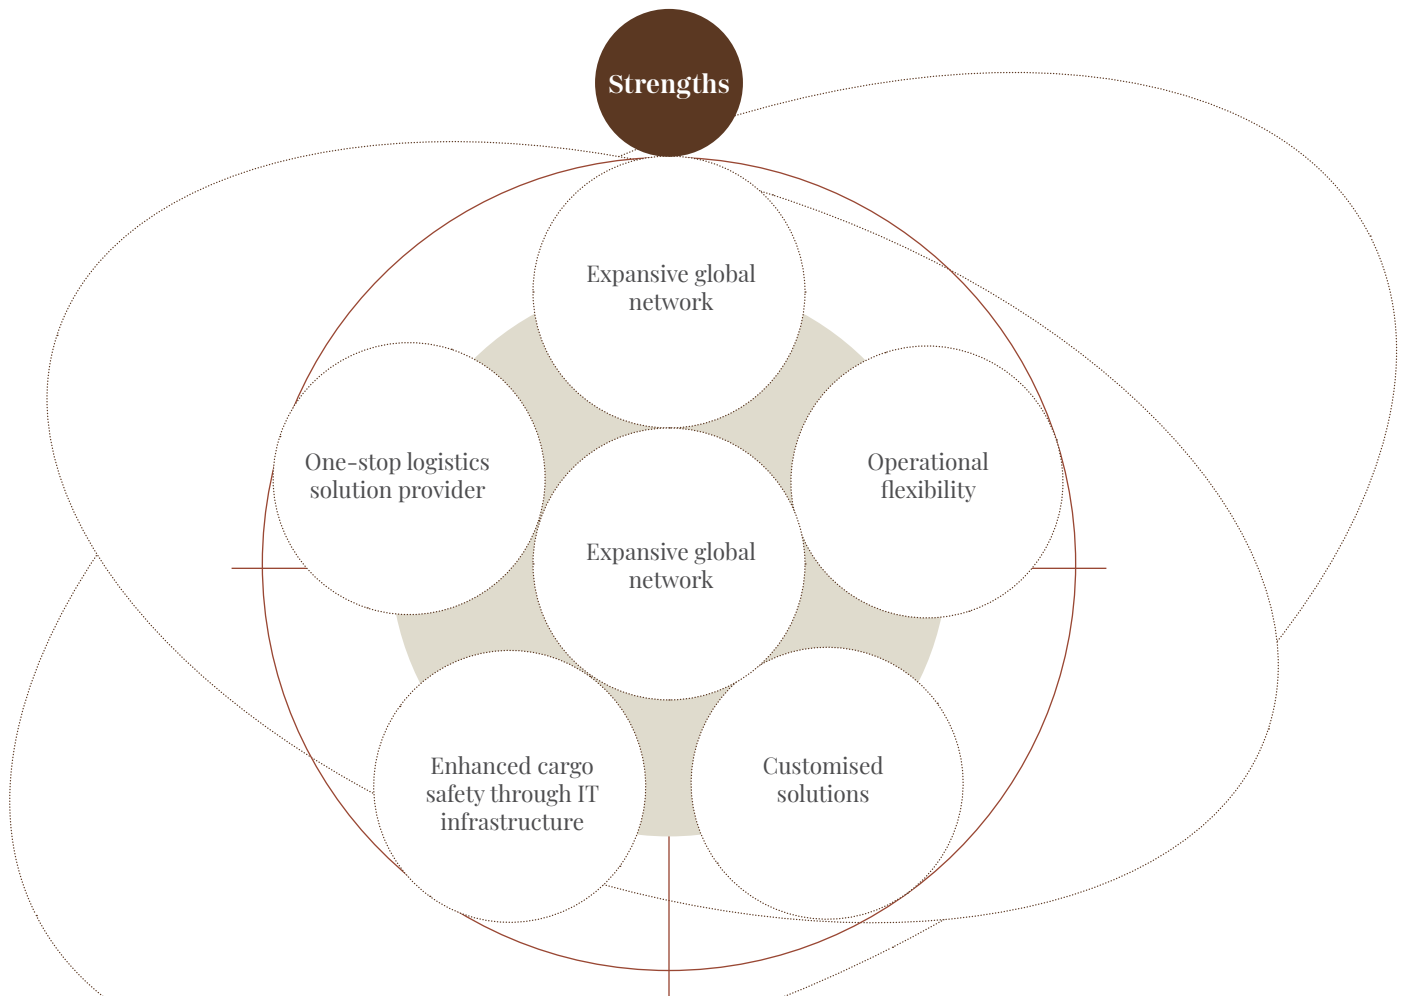 Strengths
Expansive global
network
One-stop logistics
solution provider
Operational
flexibility
Expansive global
network
Enhanced cargo
safety through IT
infrastructure
Customised
solutions